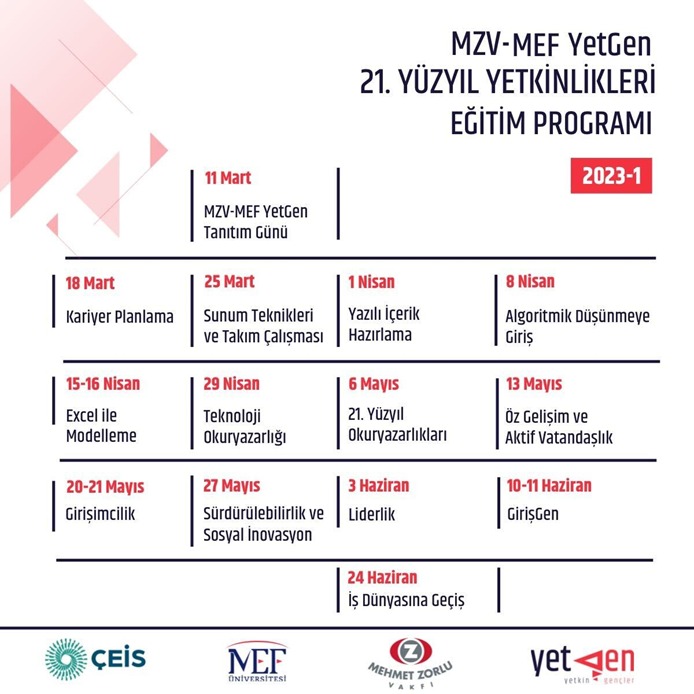 MZV-MEF YetGen
21. YÜZYIL YETKİNLİKLERİ
EĞİTİM PROGRAMI
2023-1
11 Mart
MZV-MEF YetGen
Tanıtım Günü
18 Mart
Kariyer Planlama
25 Mart
Sunum Teknikleri
ve Takım Çalışması
1 Nisan
Yazılı İçerik
Hazırlama
8 Nisan
Algoritmik Düşünmeye
Giriş
15-16 Nisan
Excel ile
Modelleme
29 Nisan
Teknoloji
Okuryazarlığı
6 Mayıs
21. Yüzyıl
Okuryazarlıkları
13 Mayıs
Öz Gelişim ve
Aktif Vatandaşlık
20-21 Mayıs
Girişimcilik
27 Mayıs
Sürdürülebilirlik ve
Sosyal İnovasyon
3 Haziran
Liderlik
10-11 Haziran
GirişGen
24 Haziran
İş Dünyasına Geçiş
ÇEİS
MEF
ÜNİVERSİTESİ
MEHMET ZORLU
VAKFI
yetgen
yetkin gençler